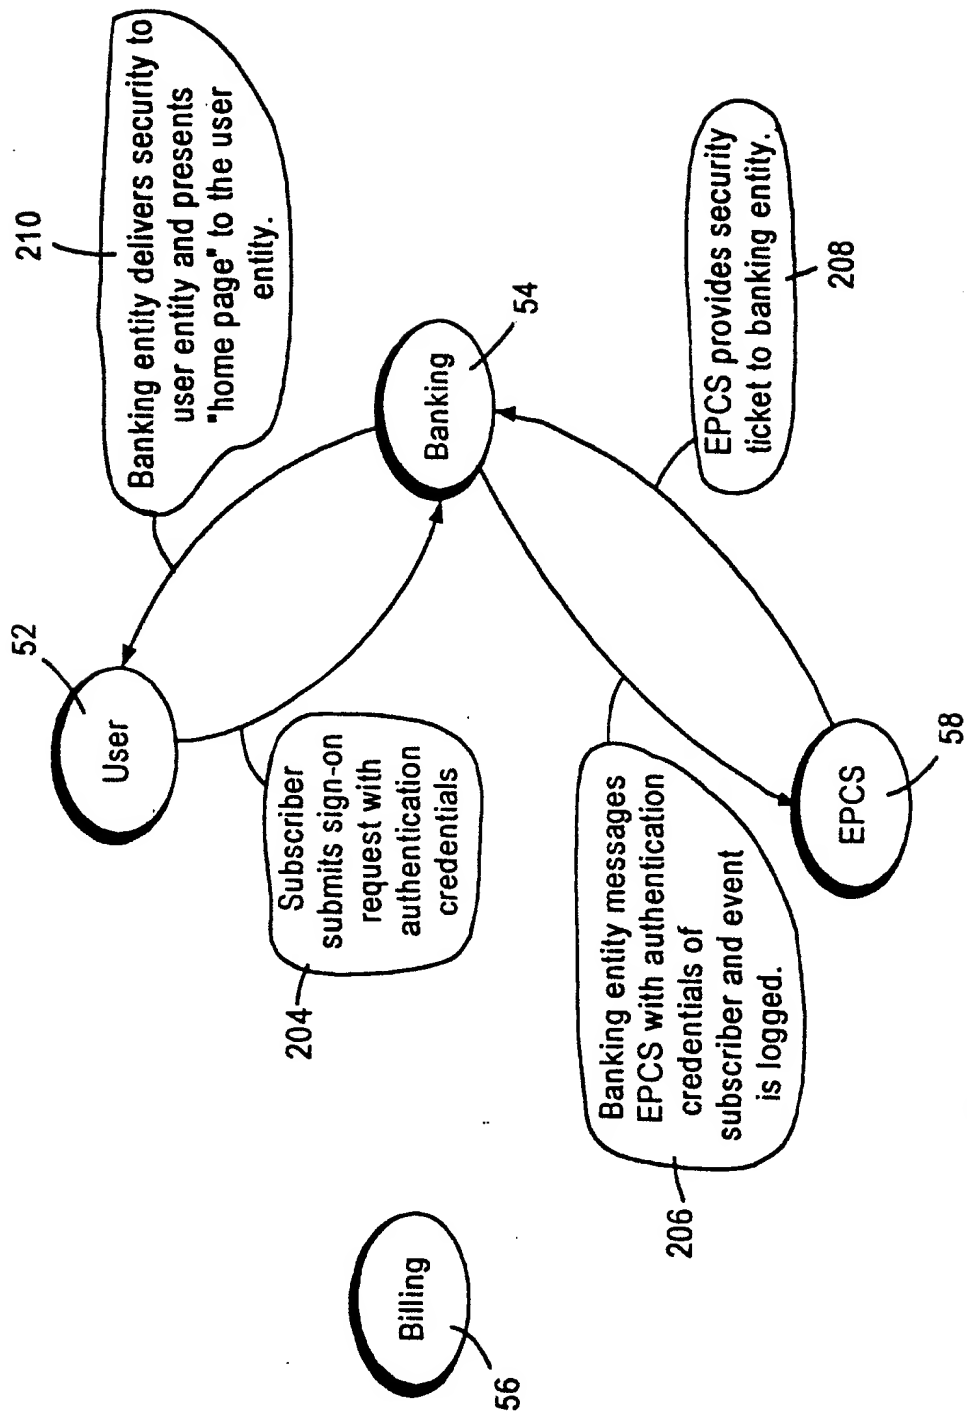 52
User
210
Banking entity delivers security to
user entity and presents
"home page" to the user
entity.
204
Subscriber
submits sign-on
request with
authentication
credentials
Billing
56
Banking
54
206
Banking entity messages
EPCS with authentication
credentials of
subscriber and event
is logged.
EPCS provides security
ticket to banking entity.
208
EPCS
58